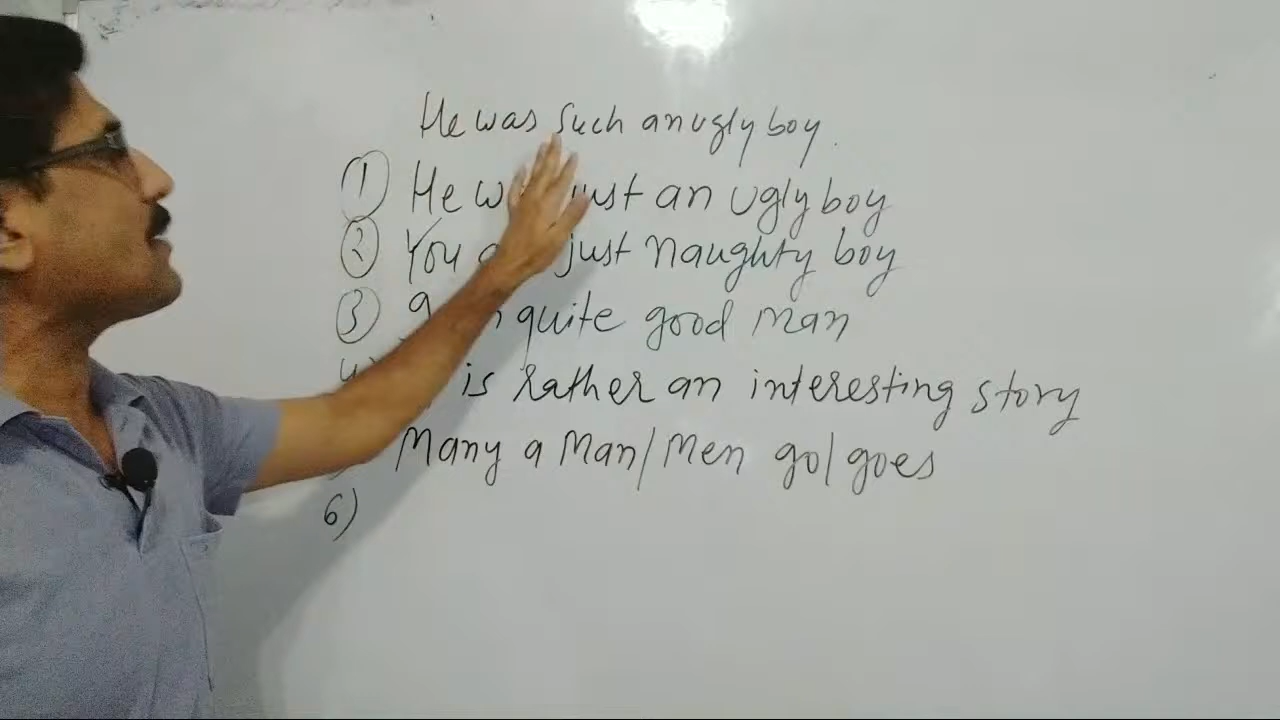 He was such an ugly boy.
① He just an ugly boy
② You just naughty boy
③ quite good man
4) is rather an interesting story
Many a Man/Men go/goes
6)